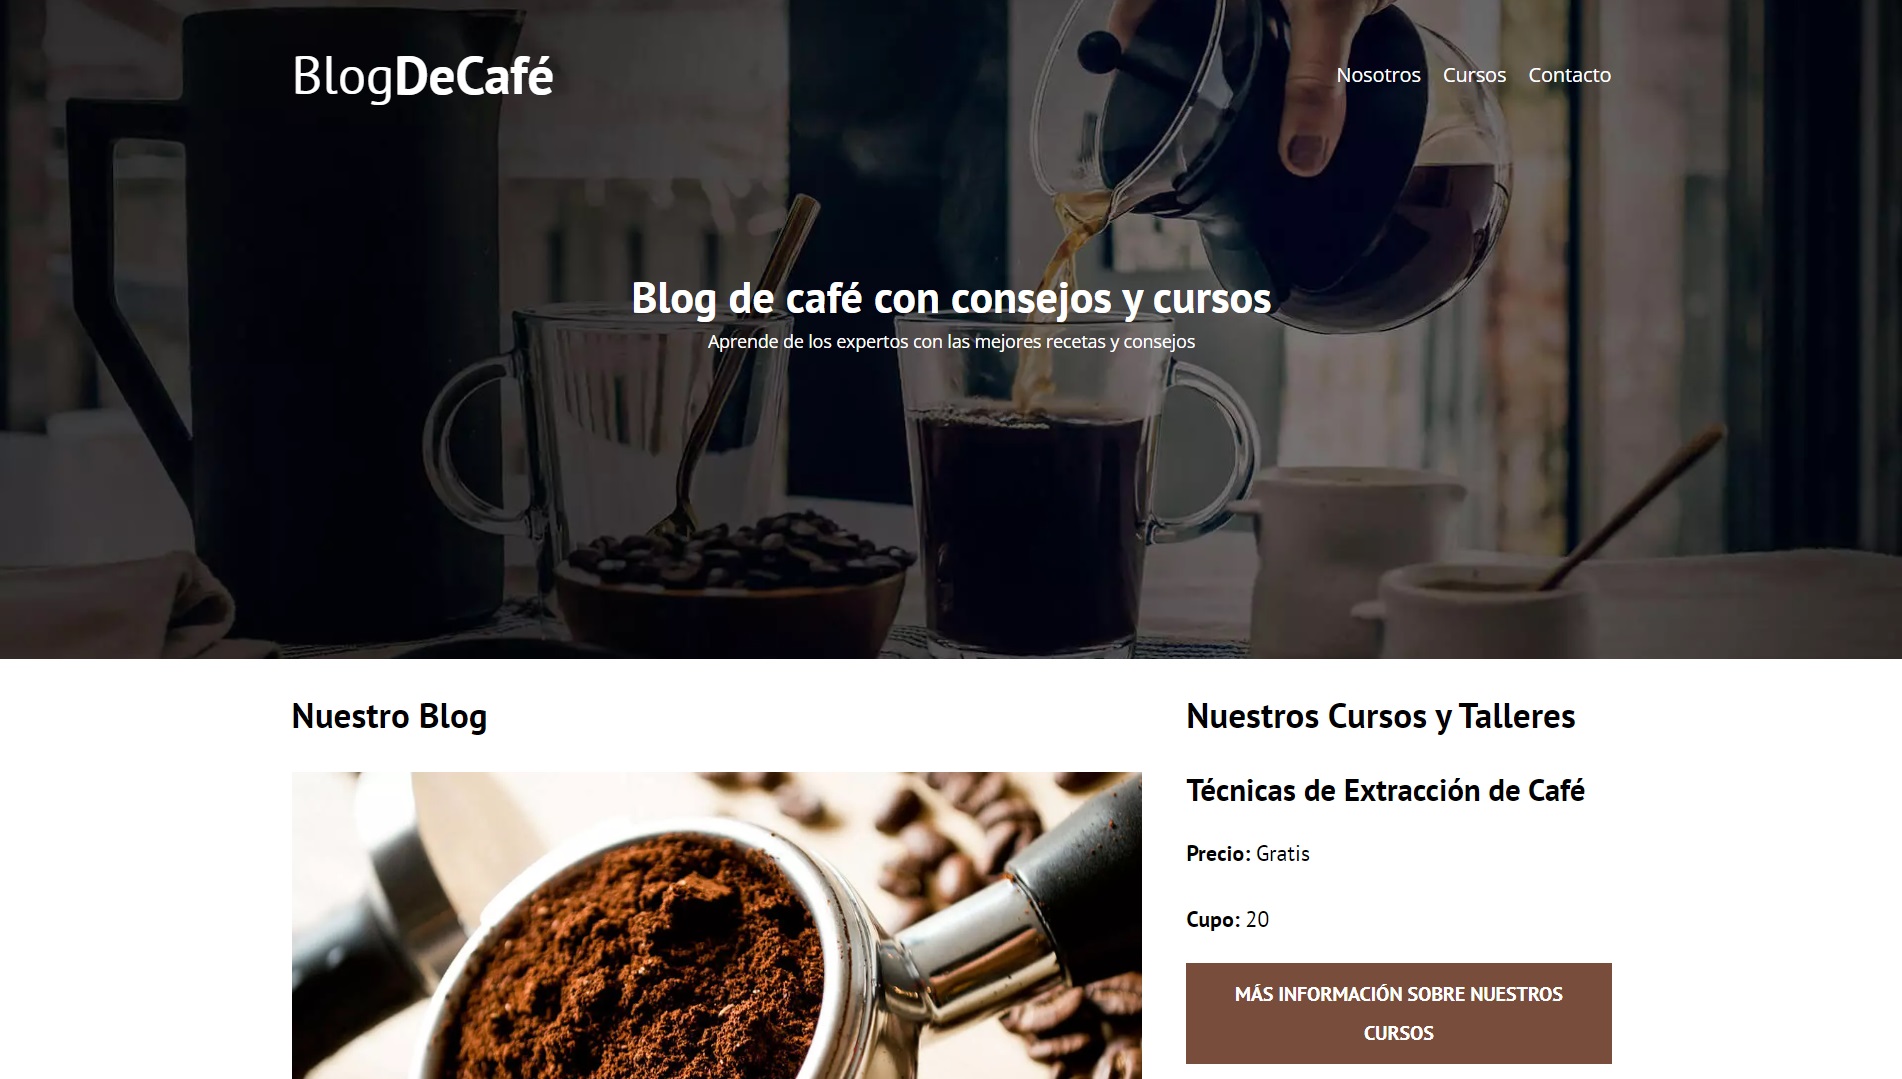 BlogDeCafé
Nosotros Cursos Contacto
Blog de café con consejos y cursos
Aprende de los expertos con las mejores recetas y consejos
Nuestro Blog
Nuestros Cursos y Talleres
Técnicas de Extracción de Café
Precio: Gratis
Cupo: 20
MÁS INFORMACIÓN SOBRE NUESTROS
CURSOS